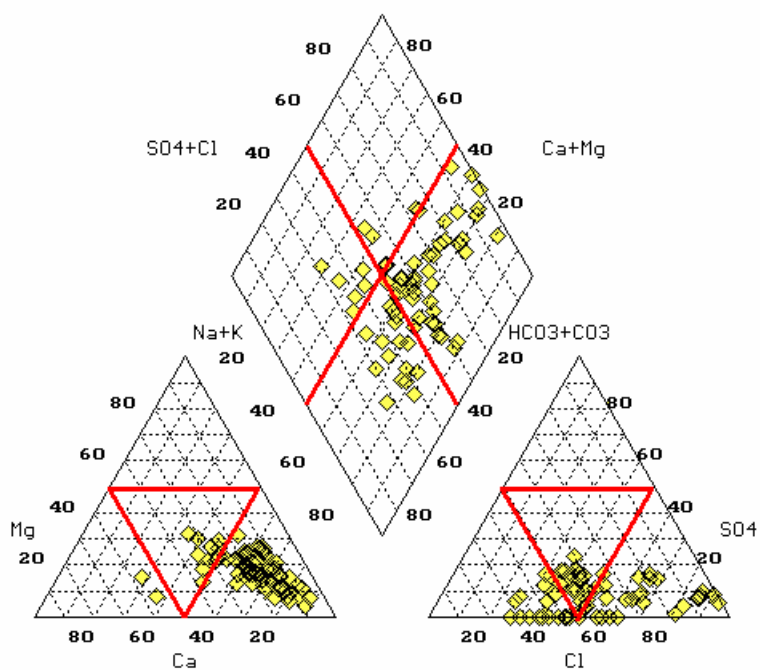 80 80
60 60
SO4+Cl 40 40 Ca+Mg
20 20
Na+K HCO3+CO3
20 20
80 40 40 80
60 60 60 60
40 80 80 40
Mg SO4
20 20
80 60 40 20 20 40 60 80
Ca Cl